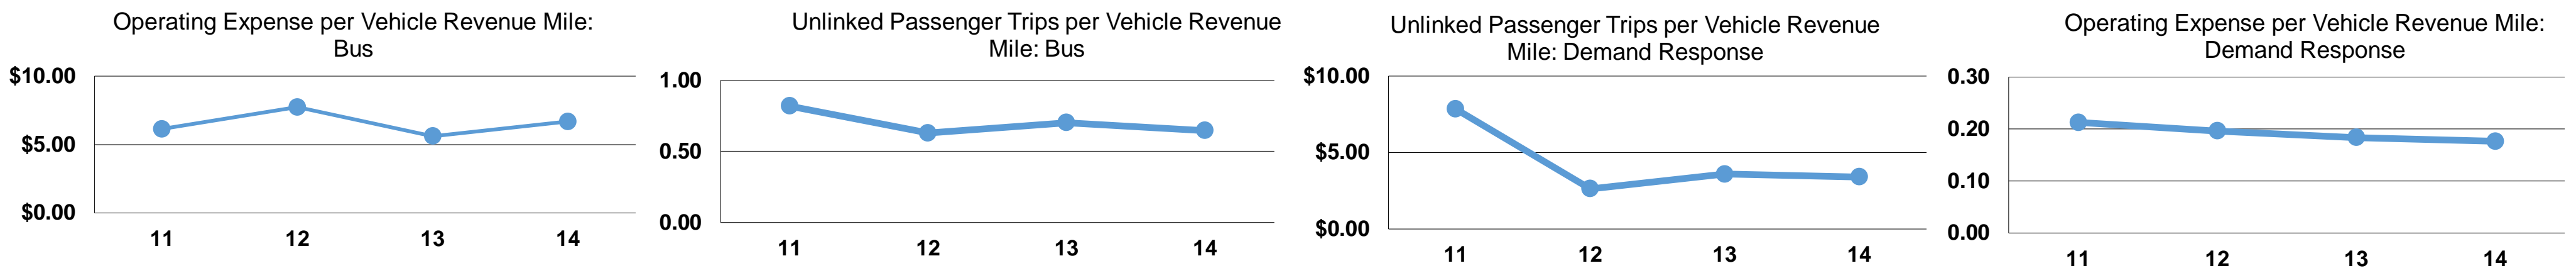 Operating Expense per Vehicle Revenue Mile:
Bus
$10.00
$5.00
$0.00
11 12 13 14
Unlinked Passenger Trips per Vehicle Revenue
Mile: Bus
1.00
0.50
0.00
11 12 13 14
Unlinked Passenger Trips per Vehicle Revenue
Mile: Demand Response
$10.00
$5.00
$0.00
11 12 13 14
Operating Expense per Vehicle Revenue Mile:
Demand Response
0.30
0.20
0.10
0.00
11 12 13 14